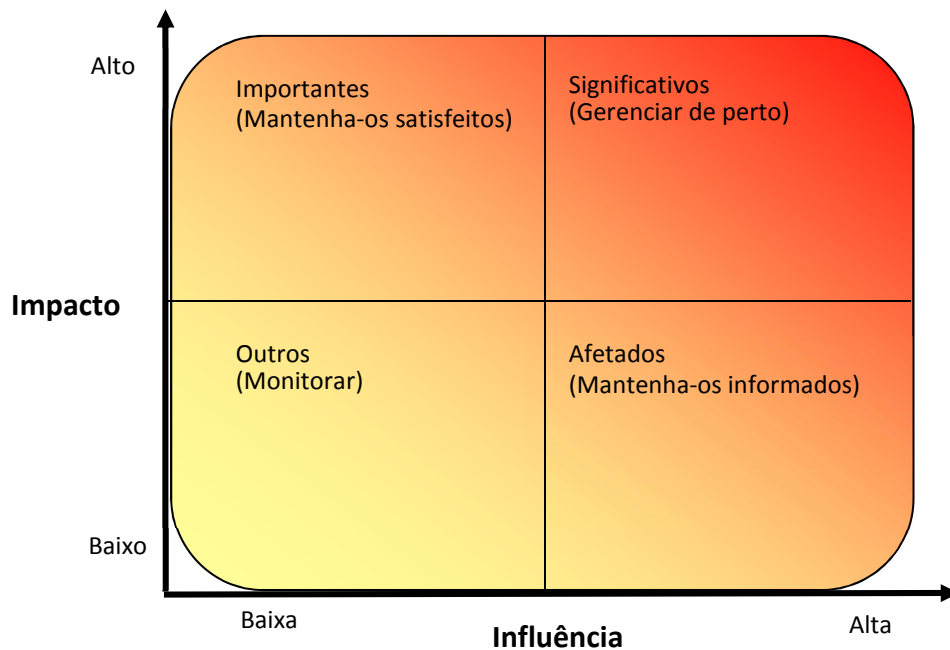 Alto
Importantes
(Mantenha-os satisfeitos)
Significativos
(Gerenciar de perto)
Impacto
Outros
(Monitorar)
Afetados
(Mantenha-os informados)
Baixo
Baixa
Influência
Alta